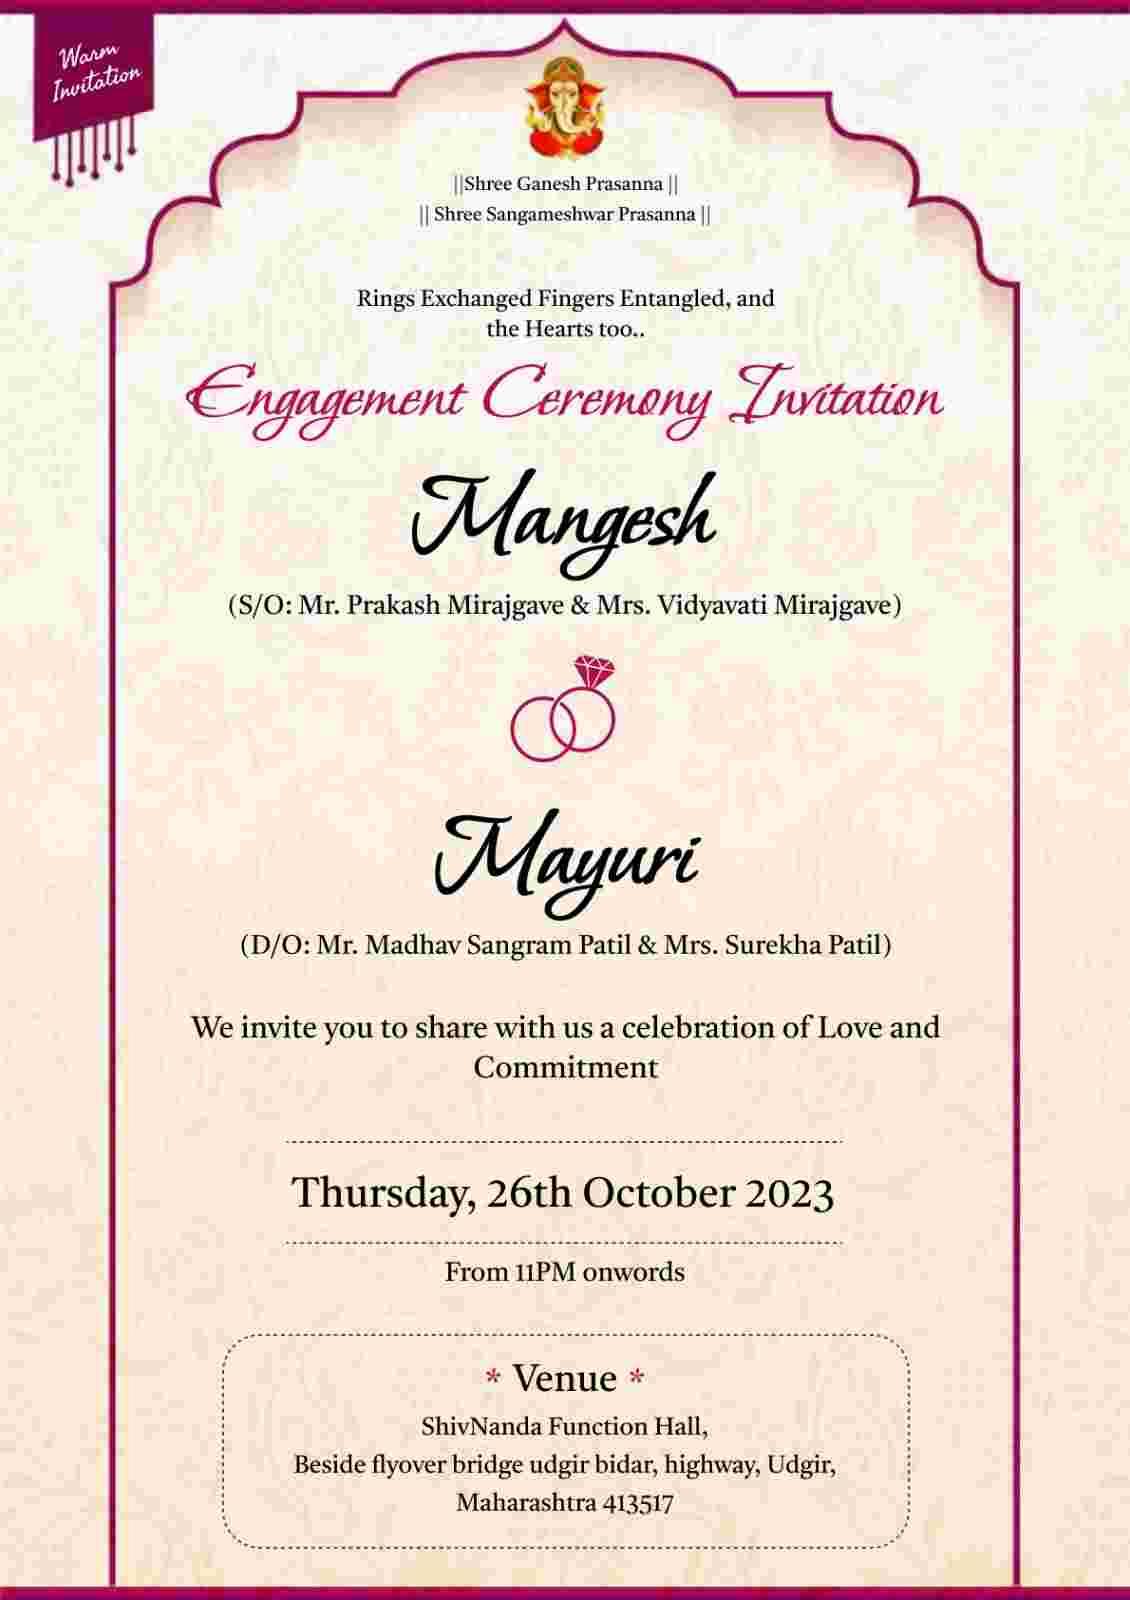 Warm
Invitation
||Shree Ganesh Prasanna ||
|| Shree Sangameshwar Prasanna ||
Rings Exchanged Fingers Entangled, and
the Hearts too..
Engagement Ceremony Invitation
Mangesh
(S/O: Mr. Prakash Mirajgave & Mrs. Vidyavati Mirajgave)
Mayuri
(D/O: Mr. Madhav Sangram Patil & Mrs. Surekha Patil)
We invite you to share with us a celebration of Love and
Commitment
Thursday, 26th October 2023
From 11PM onwords
* Venue *
ShivNanda Function Hall,
Beside flyover bridge udgir bidar, highway, Udgir,
Maharashtra 413517